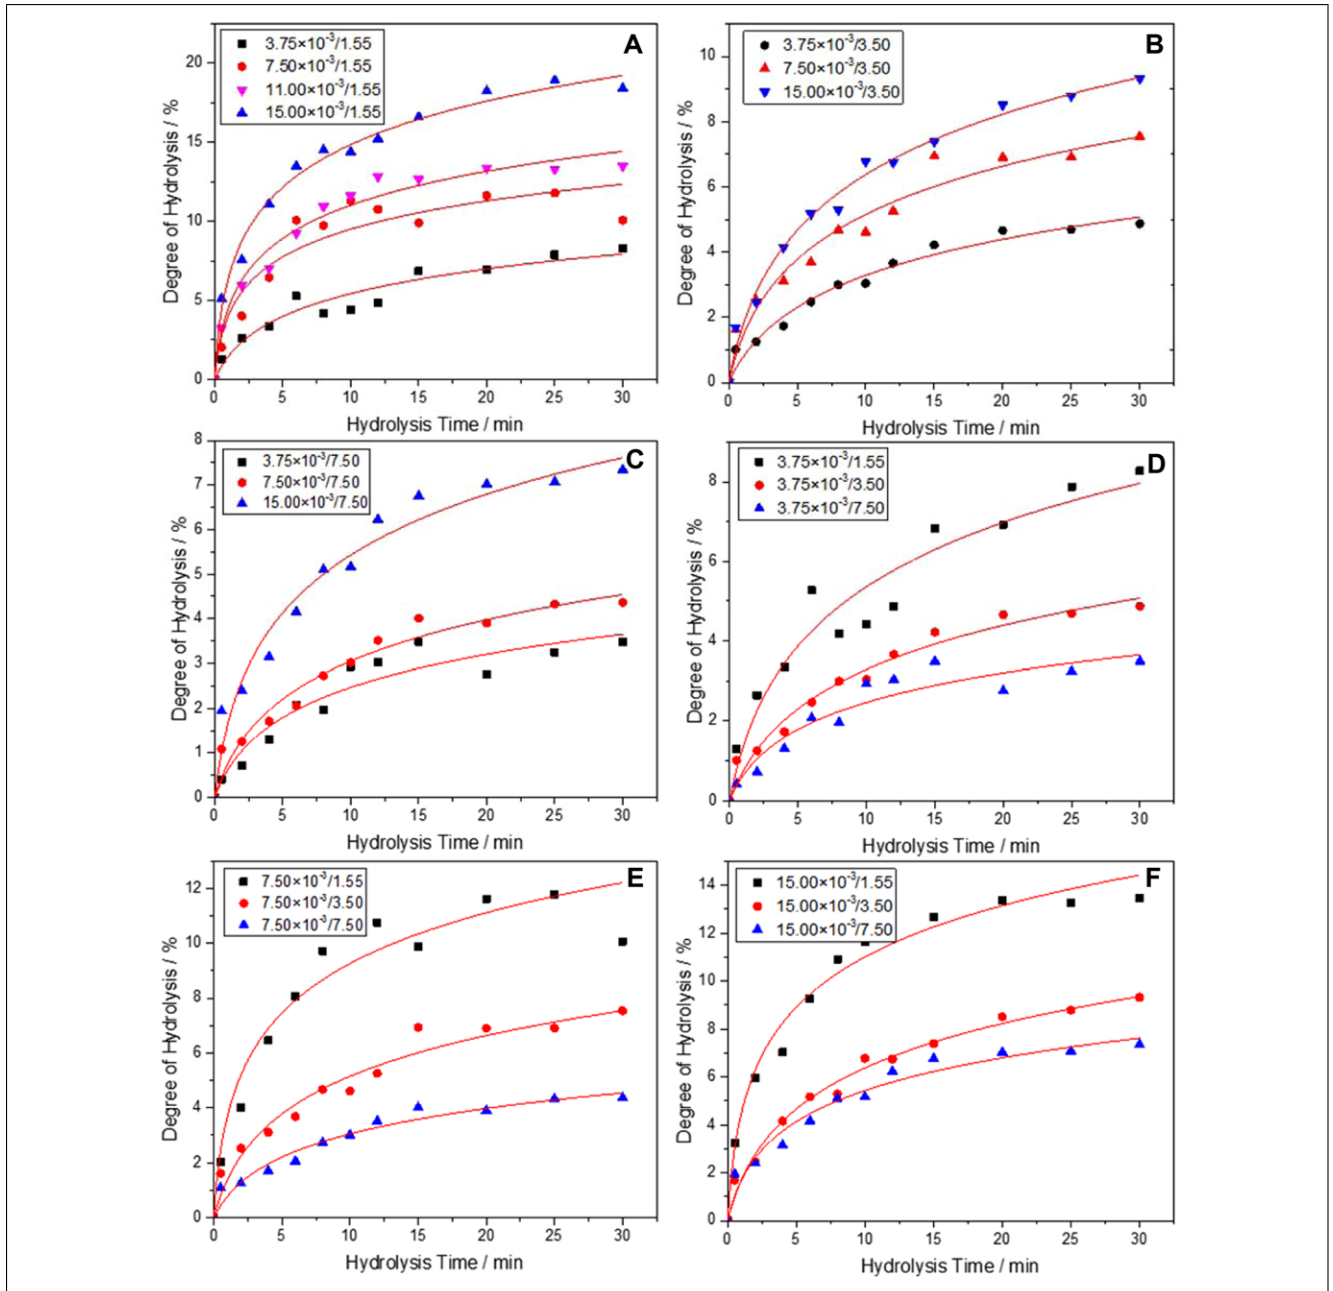 A
3.75×10⁻³/1.55
7.50×10⁻³/1.55
11.00×10⁻³/1.55
15.00×10⁻³/1.55
Degree of Hydrolysis / %
20
15
10
5
0
0 5 10 15 20 25 30
Hydrolysis Time / min
B
3.75×10⁻³/3.50
7.50×10⁻³/3.50
15.00×10⁻³/3.50
Degree of Hydrolysis / %
10
8
6
4
2
0
0 5 10 15 20 25 30
Hydrolysis Time / min
C
3.75×10⁻³/7.50
7.50×10⁻³/7.50
15.00×10⁻³/7.50
Degree of Hydrolysis / %
8
7
6
5
4
3
2
1
0
0 5 10 15 20 25 30
Hydrolysis Time / min
D
3.75×10⁻³/1.55
3.75×10⁻³/3.50
3.75×10⁻³/7.50
Degree of Hydrolysis / %
8
6
4
2
0
0 5 10 15 20 25 30
Hydrolysis Time / min
E
7.50×10⁻³/1.55
7.50×10⁻³/3.50
7.50×10⁻³/7.50
Degree of Hydrolysis / %
12
10
8
6
4
2
0
0 5 10 15 20 25 30
Hydrolysis Time / min
F
15.00×10⁻³/1.55
15.00×10⁻³/3.50
15.00×10⁻³/7.50
Degree of Hydrolysis / %
14
12
10
8
6
4
2
0
0 5 10 15 20 25 30
Hydrolysis Time / min